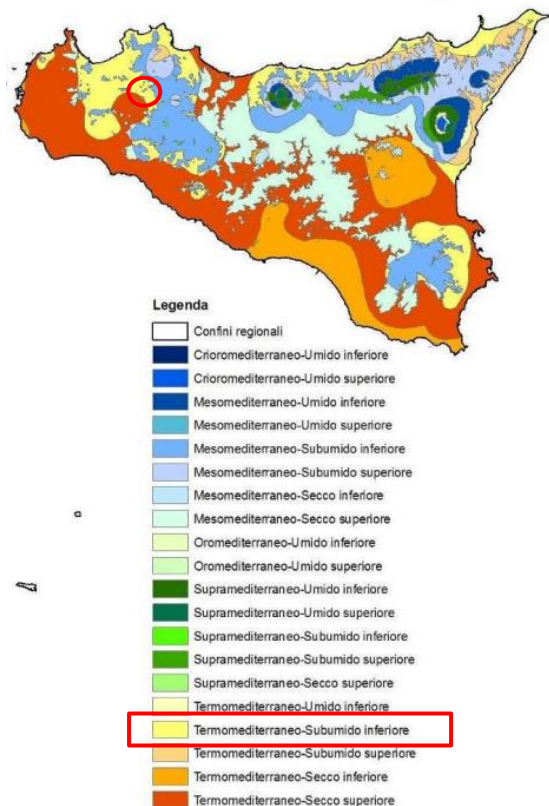 Legenda
Confini regionali
Crioromediterraneo-Umido inferiore
Crioromediterraneo-Umido superiore
Mesomediterraneo-Umido inferiore
Mesomediterraneo-Umido superiore
Mesomediterraneo-Subumido inferiore
Mesomediterraneo-Subumido superiore
Mesomediterraneo-Secco inferiore
Mesomediterraneo-Secco superiore
Oromediterraneo-Umido inferiore
Oromediterraneo-Umido superiore
Supramediterraneo-Umido inferiore
Supramediterraneo-Umido superiore
Supramediterraneo-Subumido inferiore
Supramediterraneo-Subumido superiore
Supramediterraneo-Secco superiore
Termomediterraneo-Umido inferiore
Termomediterraneo-Subumido inferiore
Termomediterraneo-Subumido superiore
Termomediterraneo-Secco inferiore
Termomediterraneo-Secco superiore